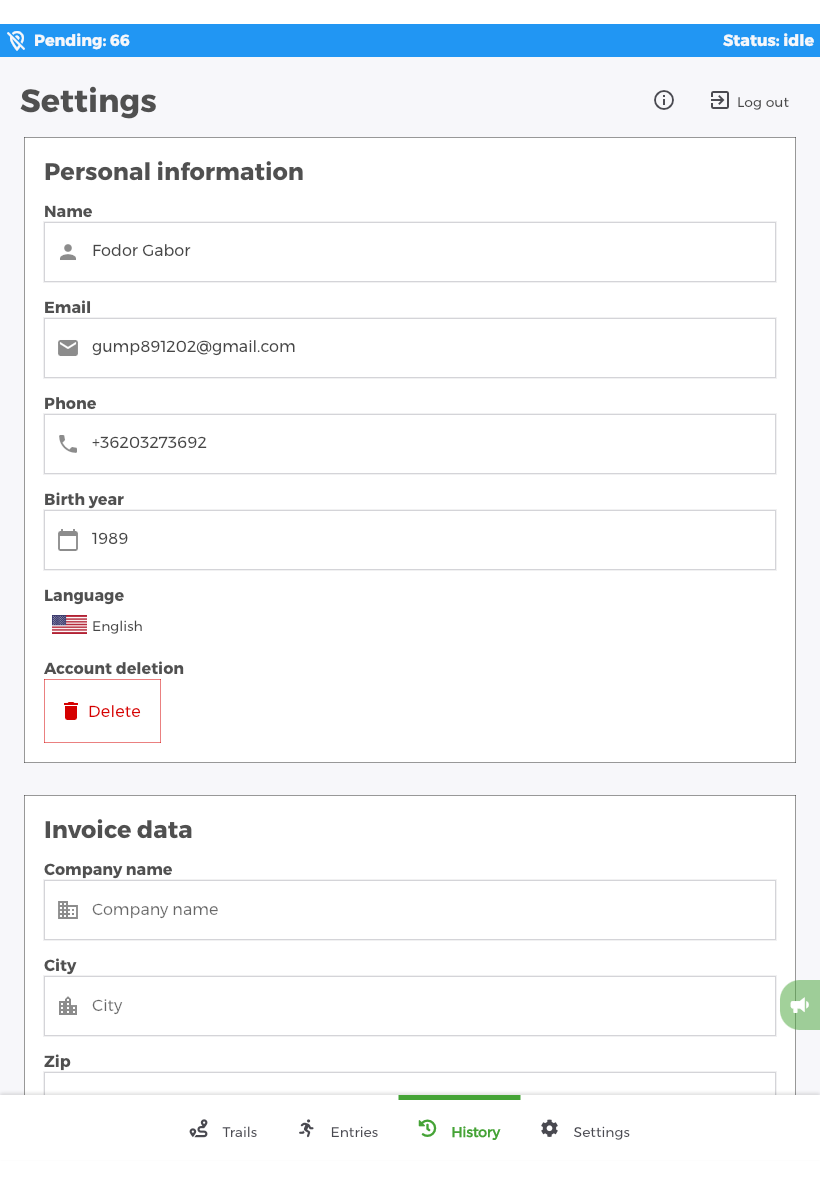 Pending: 66
Status: idle
Settings
Log out
Personal information
Name
Fodor Gabor
Email
gump891202@gmail.com
Phone
+36203273692
Birth year
1989
Language
English
Account deletion
Delete
Invoice data
Company name
Company name
City
City
Zip
Trails
Entries
History
Settings